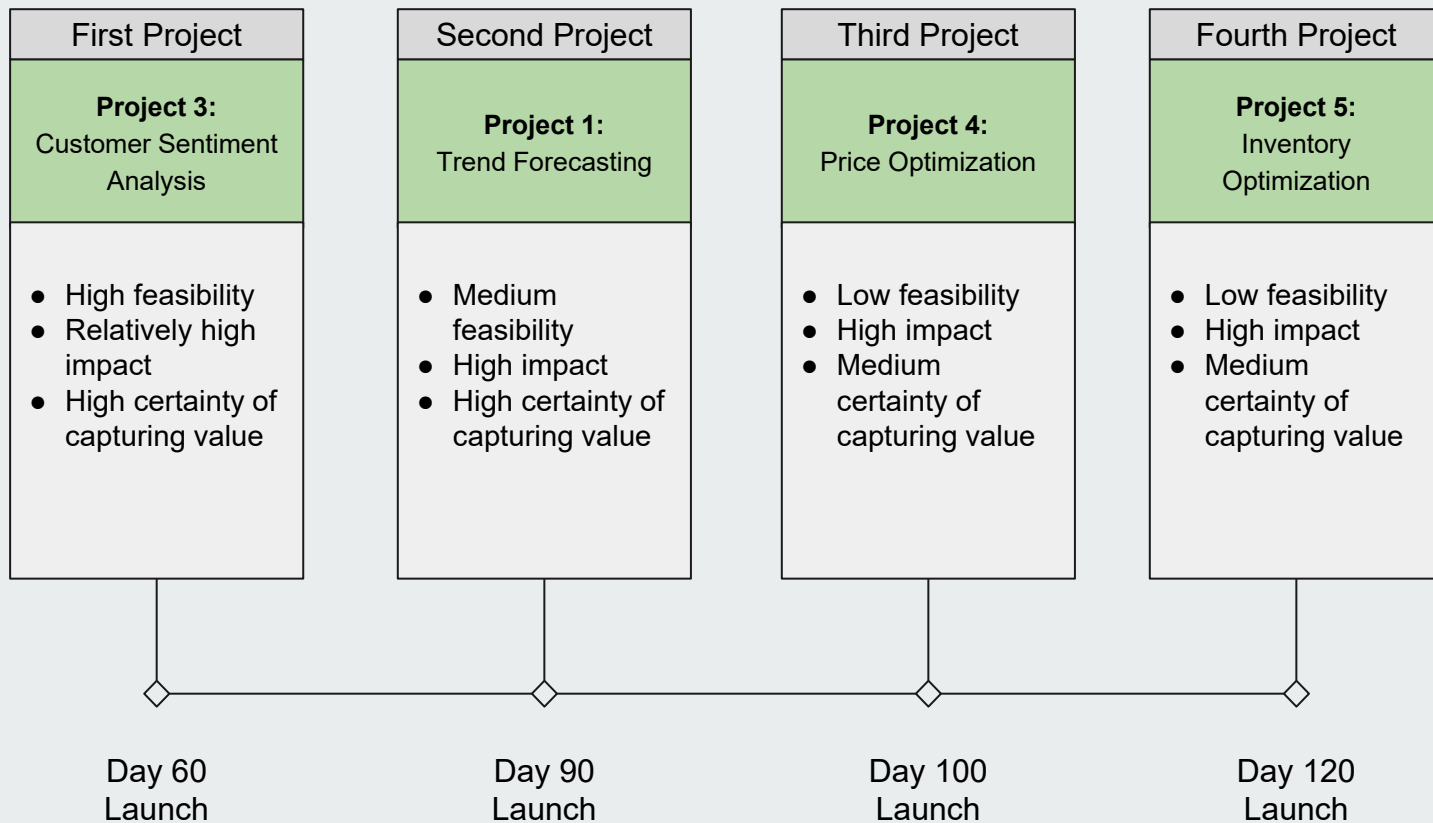 First Project
Project 3:
Customer Sentiment
Analysis
● High feasibility
● Relatively high
impact
● High certainty of
capturing value
Day 60
Launch
Second Project
Project 1:
Trend Forecasting
● Medium
feasibility
● High impact
● High certainty of
capturing value
Day 90
Launch
Third Project
Project 4:
Price Optimization
● Low feasibility
● High impact
● Medium
certainty of
capturing value
Day 100
Launch
Fourth Project
Project 5:
Inventory
Optimization
● Low feasibility
● High impact
● Medium
certainty of
capturing value
Day 120
Launch